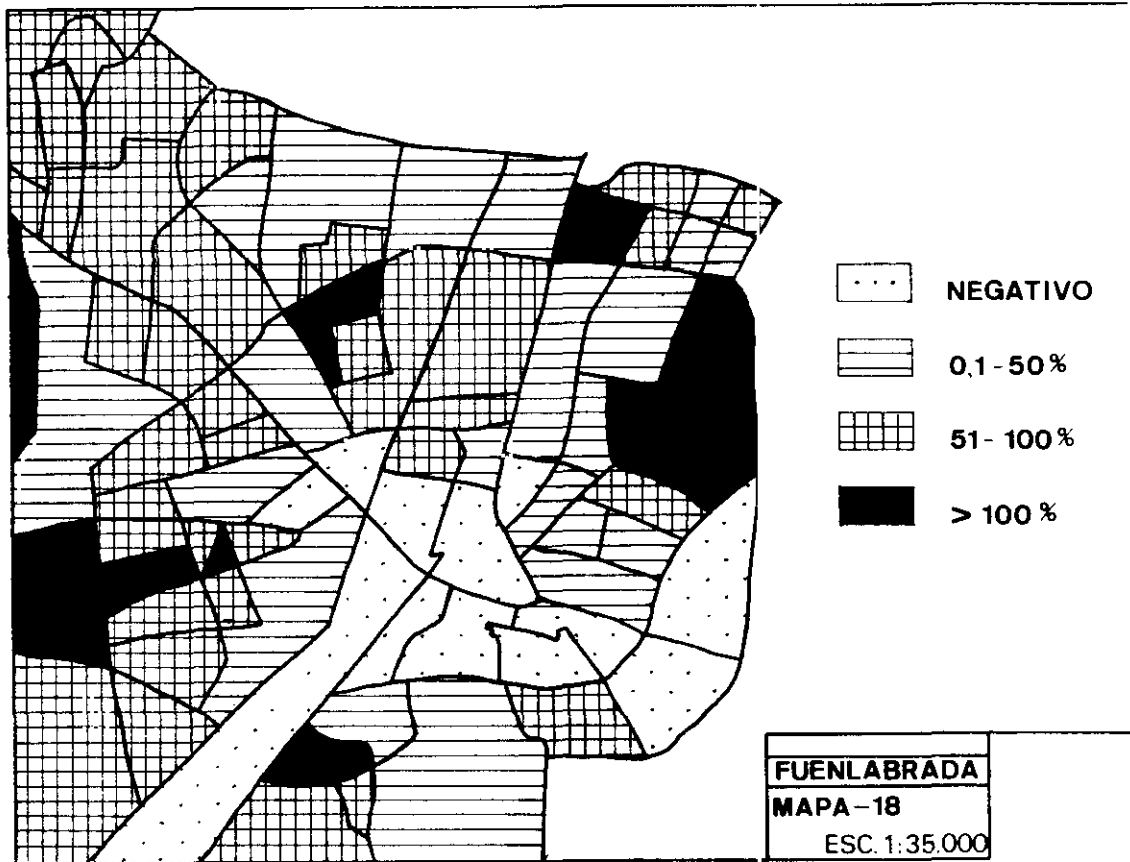 NEGATIVO
0,1-50%
51-100%
> 100%
FUENLABRADA
MAPA-18
ESC. 1:35.000